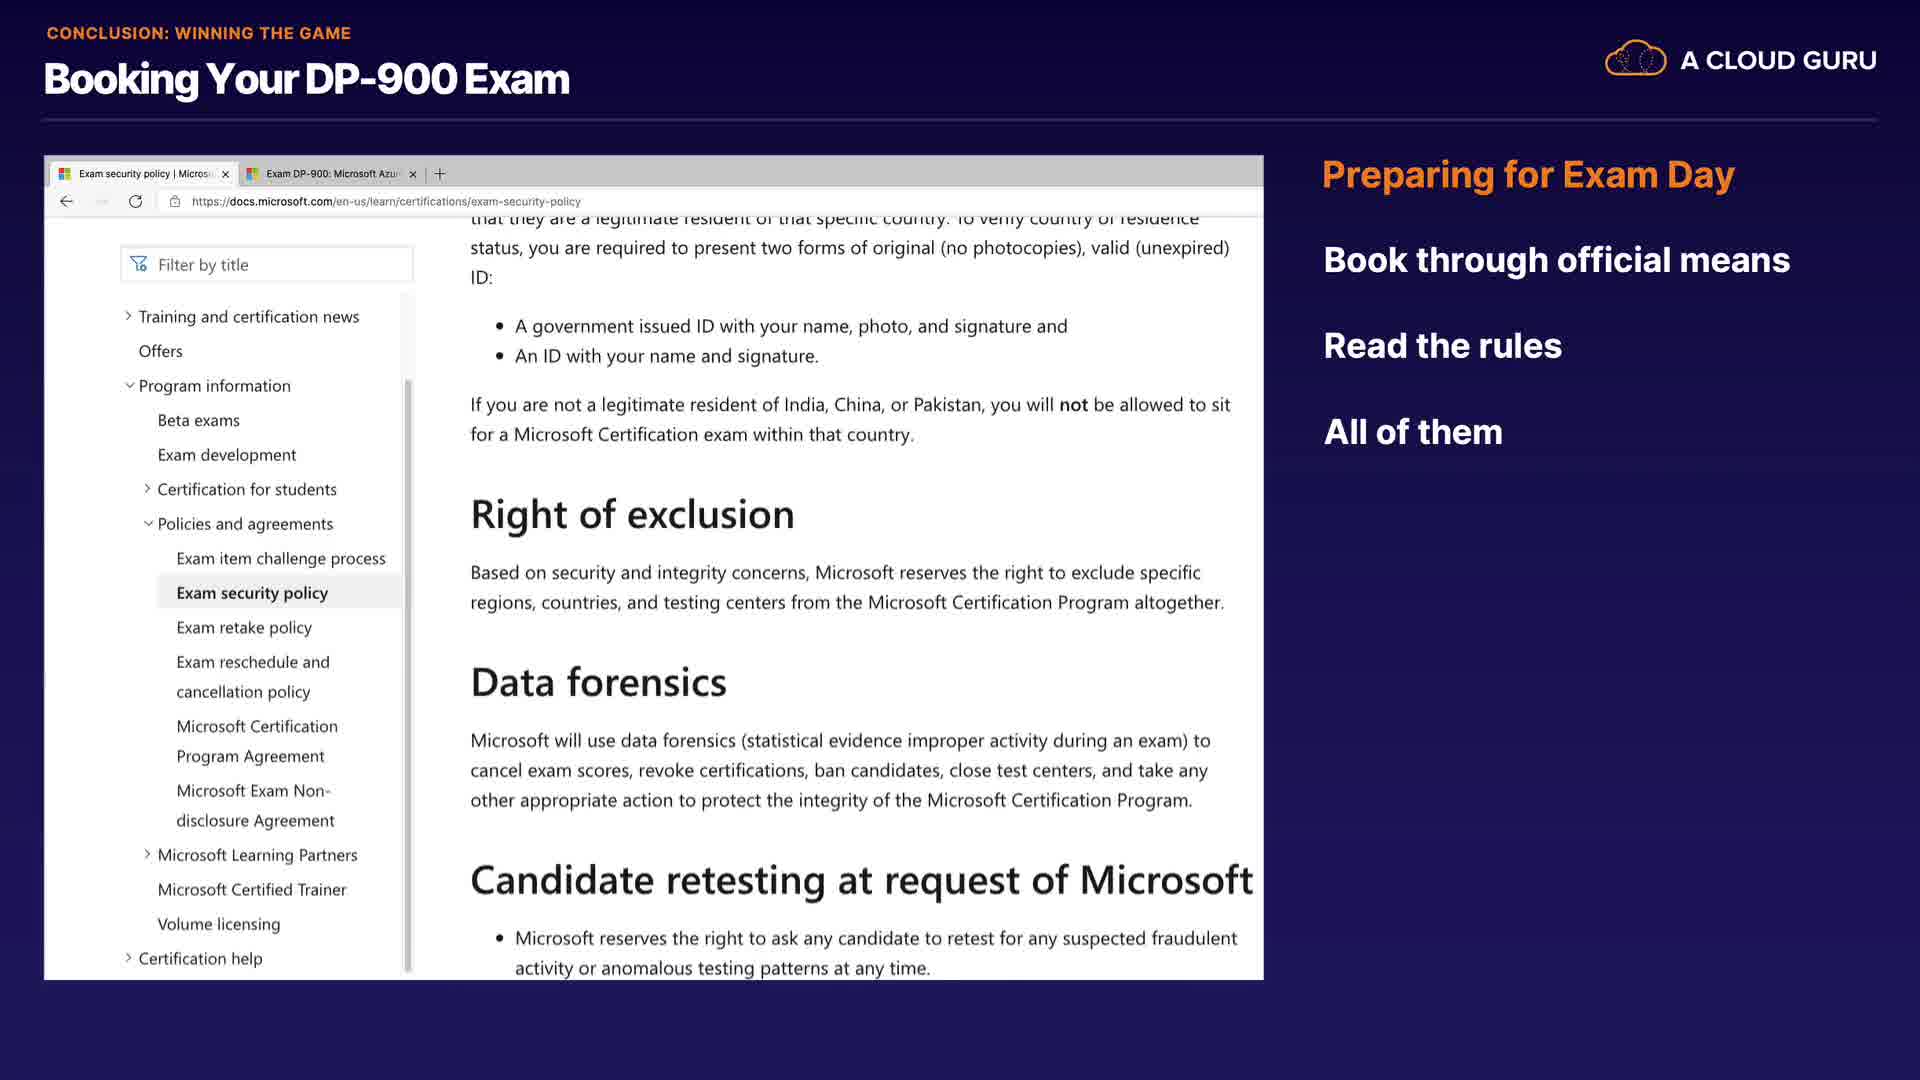 CONCLUSION: WINNING THE GAME
Booking Your DP-900 Exam
A CLOUD GURU
Exam security policy | Micros
Exam DP-900: Microsoft Azu
https://docs.microsoft.com/en-us/learn/certifications/exam-security-policy
Filter by title
Training and certification news
Offers
Program information
Beta exams
Exam development
Certification for students
Policies and agreements
Exam item challenge process
Exam security policy
Exam retake policy
Exam reschedule and
cancellation policy
Microsoft Certification
Program Agreement
Microsoft Exam Non-
disclosure Agreement
Microsoft Learning Partners
Microsoft Certified Trainer
Volume licensing
Certification help
that they are a legitimate resident of that specific country. To verify country of residence
status, you are required to present two forms of original (no photocopies), valid (unexpired)
ID:
• A government issued ID with your name, photo, and signature and
• An ID with your name and signature.
If you are not a legitimate resident of India, China, or Pakistan, you will not be allowed to sit
for a Microsoft Certification exam within that country.
Right of exclusion
Based on security and integrity concerns, Microsoft reserves the right to exclude specific
regions, countries, and testing centers from the Microsoft Certification Program altogether.
Data forensics
Microsoft will use data forensics (statistical evidence improper activity during an exam) to
cancel exam scores, revoke certifications, ban candidates, close test centers, and take any
other appropriate action to protect the integrity of the Microsoft Certification Program.
Candidate retesting at request of Microsoft
• Microsoft reserves the right to ask any candidate to retest for any suspected fraudulent
activity or anomalous testing patterns at any time.
Preparing for Exam Day
Book through official means
Read the rules
All of them